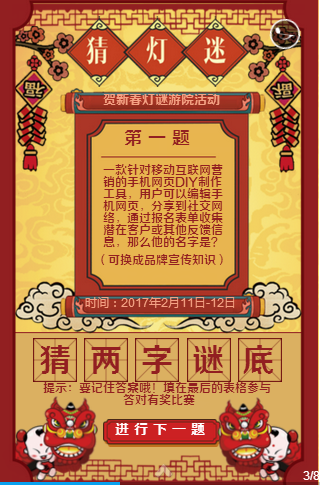 猜灯谜
贺新春灯谜游院活动
第一题
一款针对移动互联网营
销的手机网页DIY制作
工具，用户可以编辑手
机网页，分享到社交网
络，通过报名表单收集
潜在客户或其他反馈信
息，那么他的名字是？
（可换成品牌宣传知识）
时间：2017年2月11日-12日
猜两字谜底
提示：要记住答案哦！填在最后的表格参与
答对有奖比赛
进行下一题
3/8